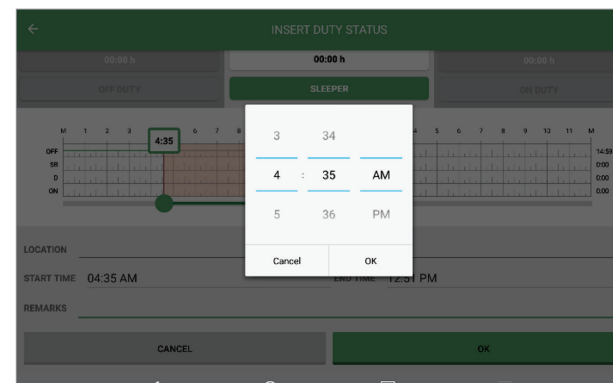 INSERT DUTY STATUS
00:00 h 00:00 h 00:00 h
OFF DUTY SLEEPER ON DUTY
M 1 2 3 4:35 6 7 8 4 5 6 7 8 9 10 11 M
OFF 14:59
SB 0:00
D 0:00
ON 0:00
3 34
4 : 35 AM
5 36 PM
Cancel OK
LOCATION
START TIME 04:35 AM END TIME 12:51 PM
REMARKS
CANCEL OK